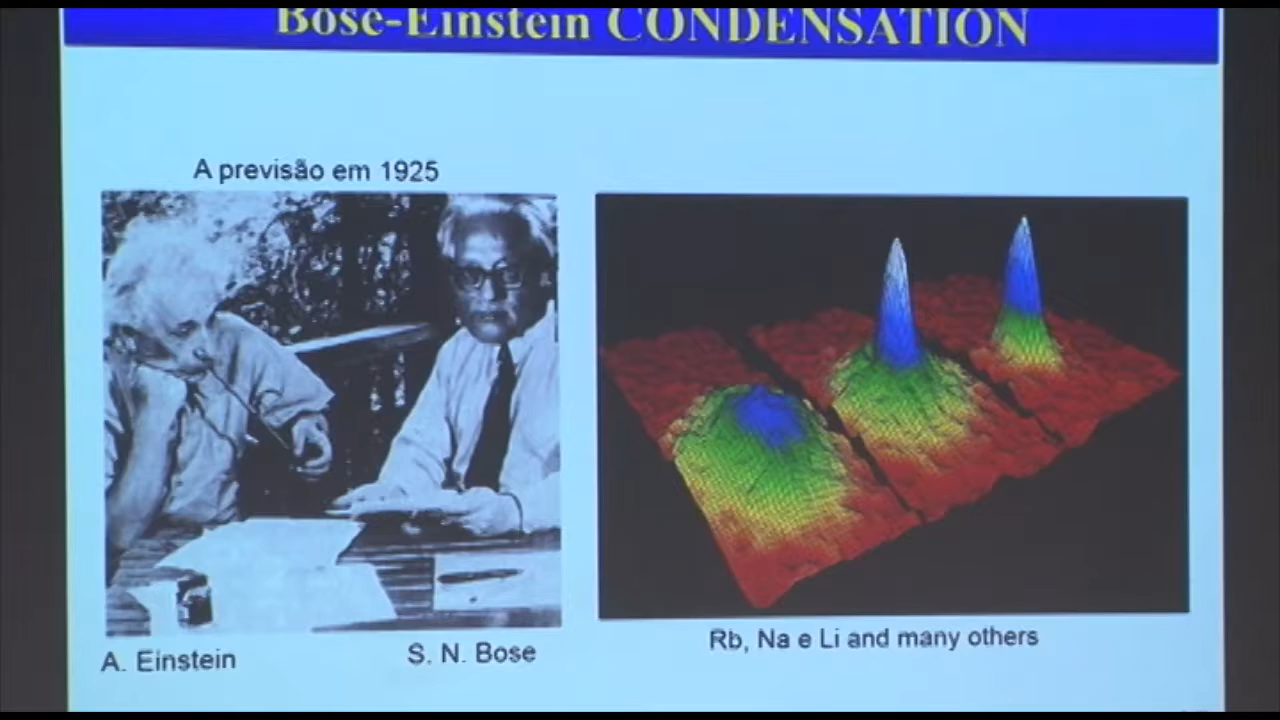 Bose-Einstein CONDENSATION
A previsão em 1925
A. Einstein
S. N. Bose
Rb, Na e Li and many others